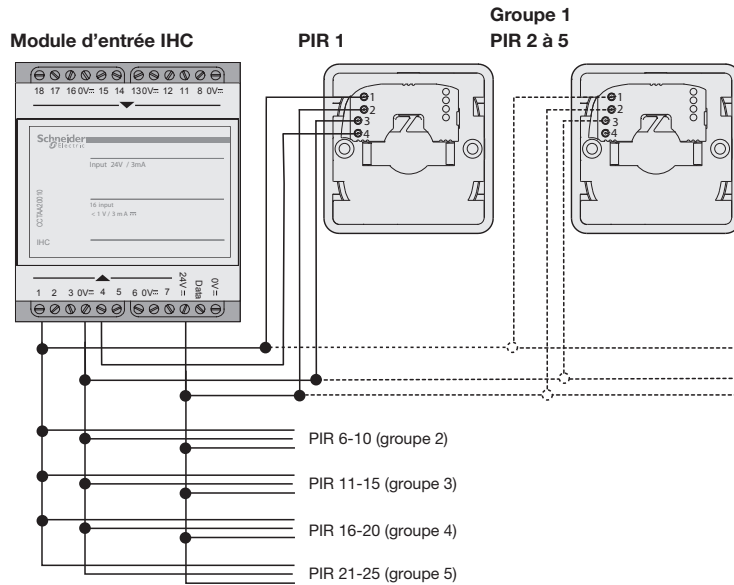 Groupe 1
Module d'entrée IHC PIR 1 PIR 2 à 5
18 17 16 0V 15 14 13 0V 12 11 8 0V
Schneider
Electric
Input 24V / 3mA
16 input
< 1 V / 3 m A
CCTAA20010
IHC
1 2 3 0V 4 5 6 0V 7 24V Data 0V
1
2
3
4
1
2
3
4
PIR 6-10 (groupe 2)
PIR 11-15 (groupe 3)
PIR 16-20 (groupe 4)
PIR 21-25 (groupe 5)